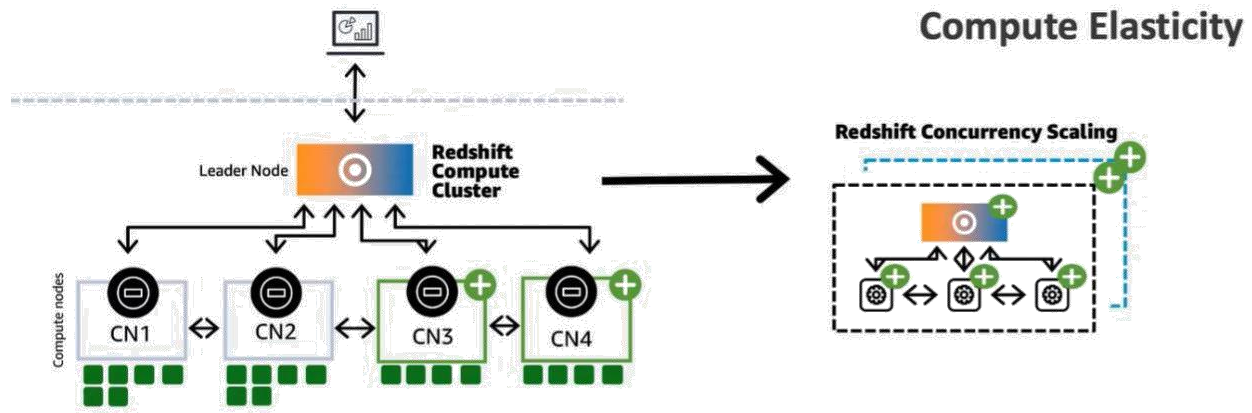 Compute Elasticity
Leader Node
Redshift
Compute
Cluster
Redshift Concurrency Scaling
Compute nodes
CN1
CN2
CN3
CN4